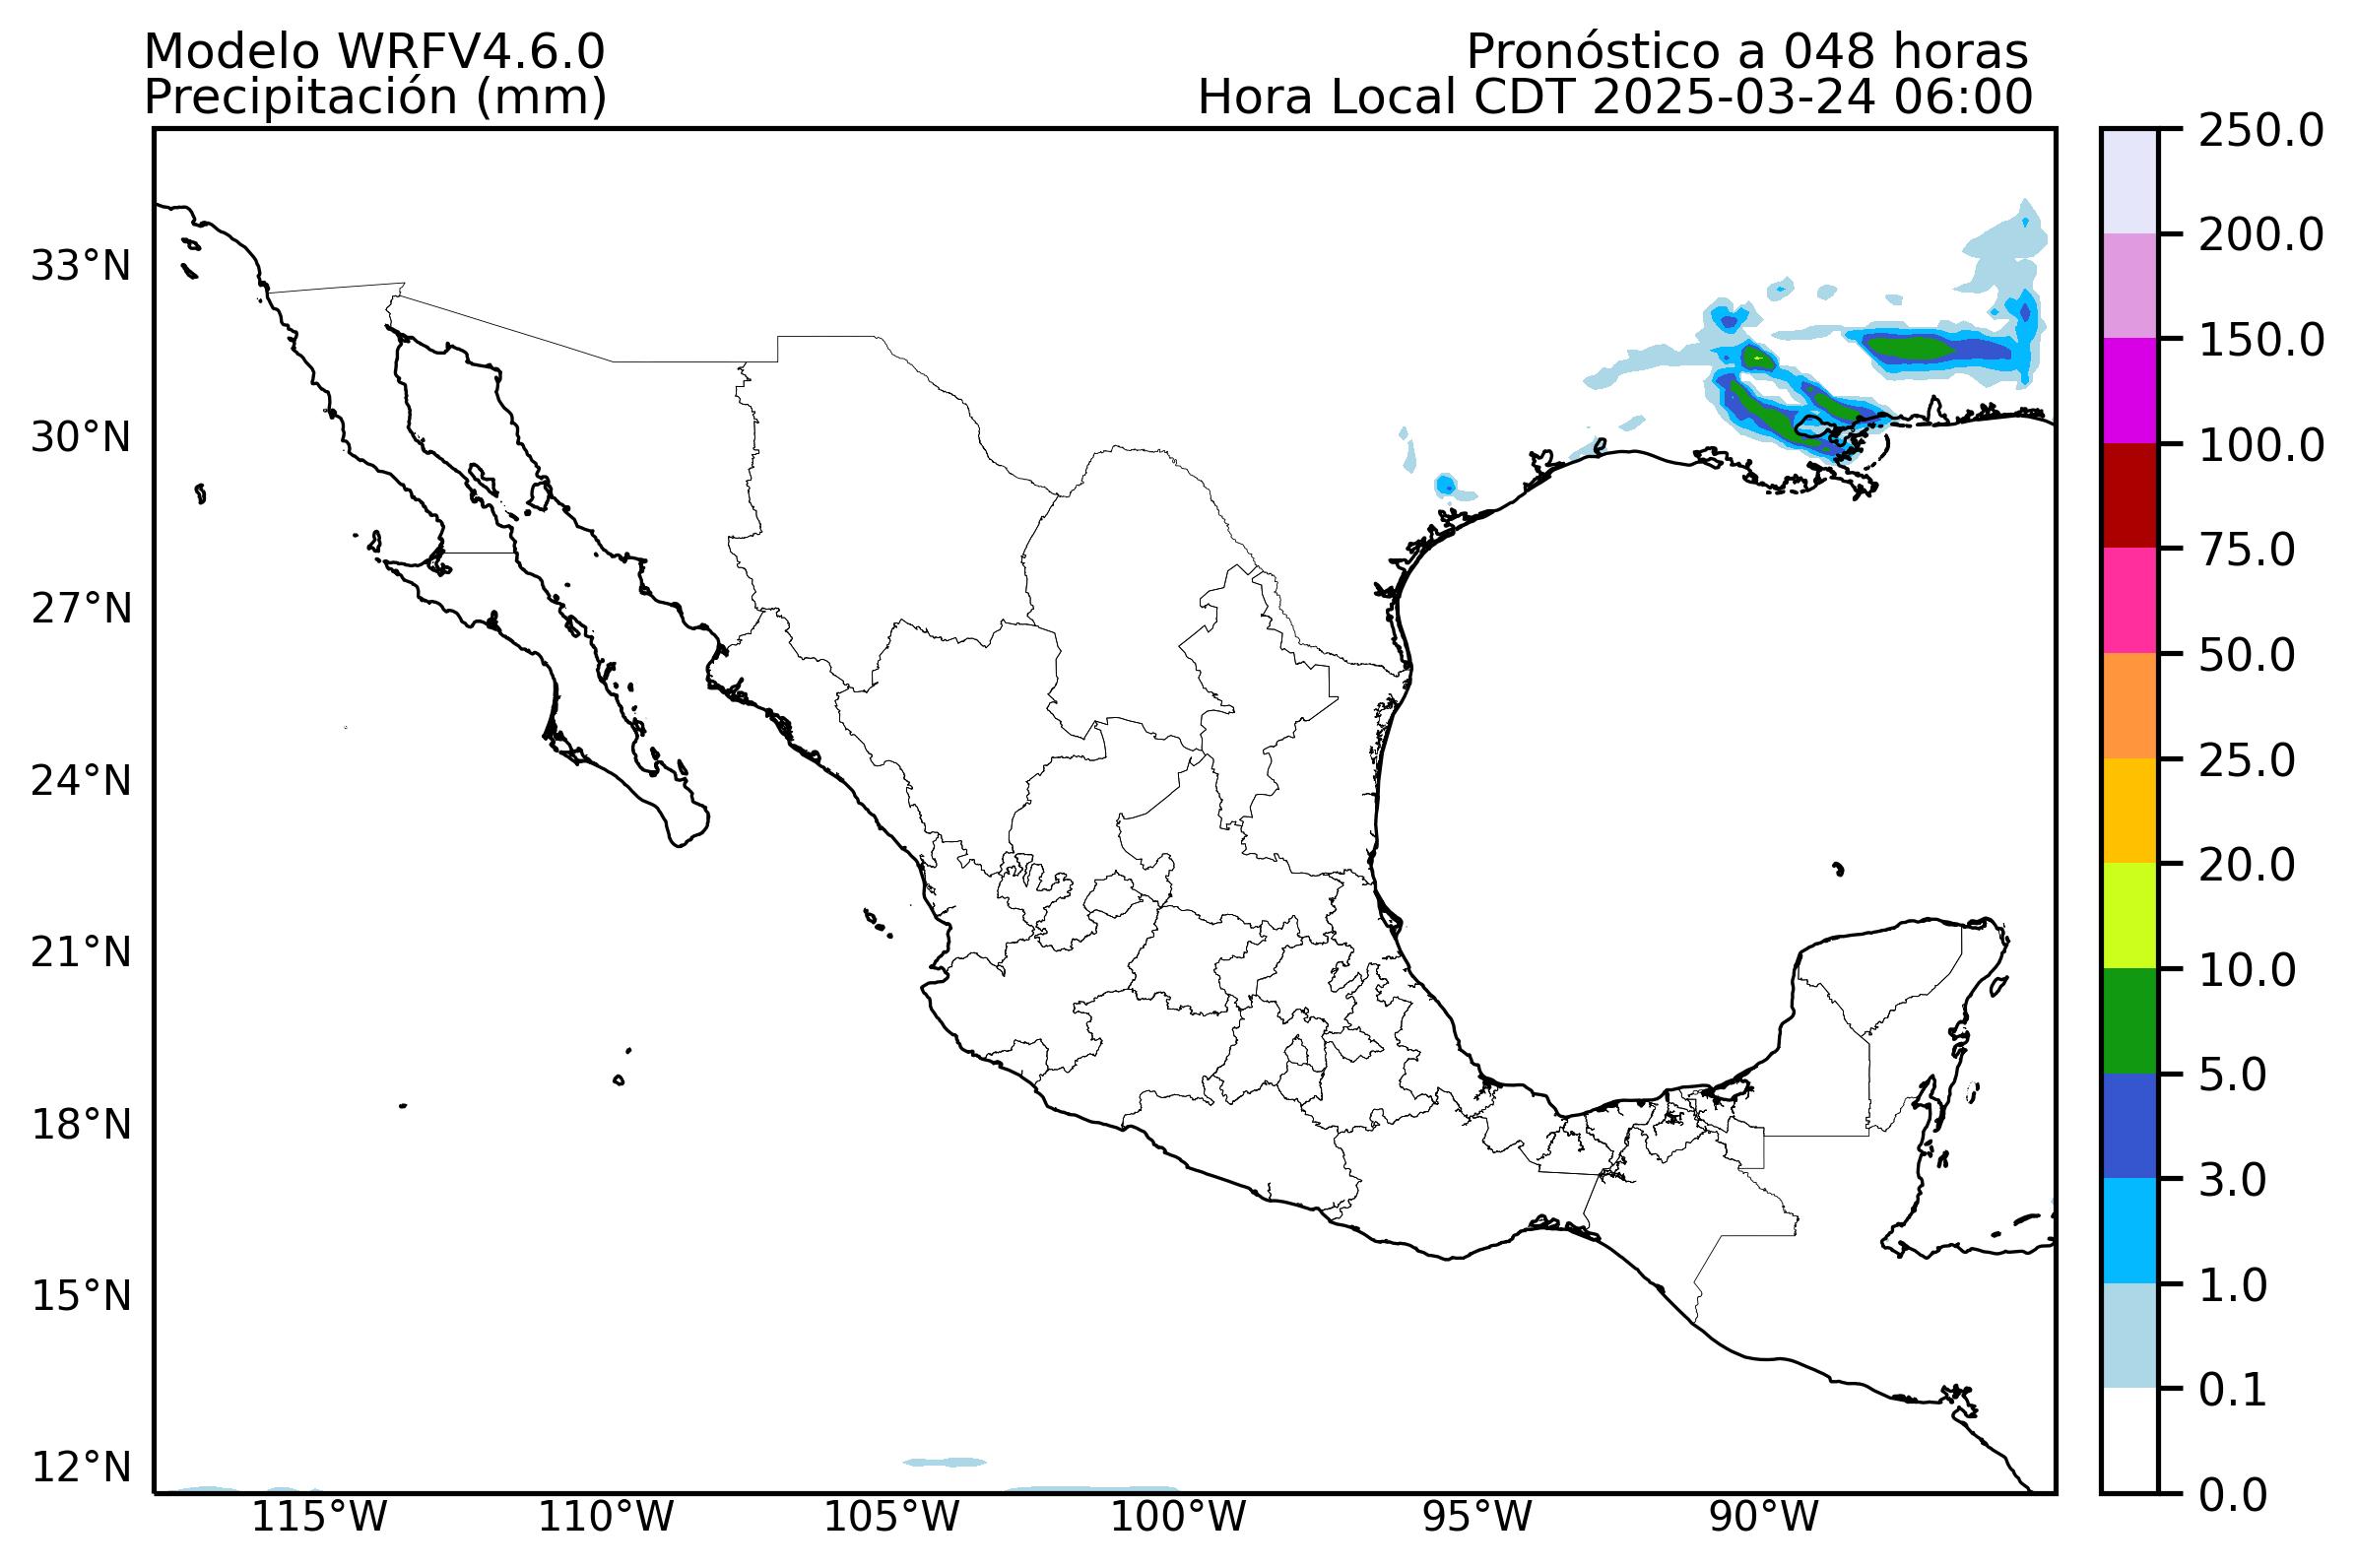 Modelo WRFV4.6.0
Precipitación (mm)
Pronóstico a 048 horas
Hora Local CDT 2025-03-24 06:00
33°N
30°N
27°N
24°N
21°N
18°N
15°N
12°N
115°W
110°W
105°W
100°W
95°W
90°W
250.0
200.0
150.0
100.0
75.0
50.0
25.0
20.0
10.0
5.0
3.0
1.0
0.1
0.0